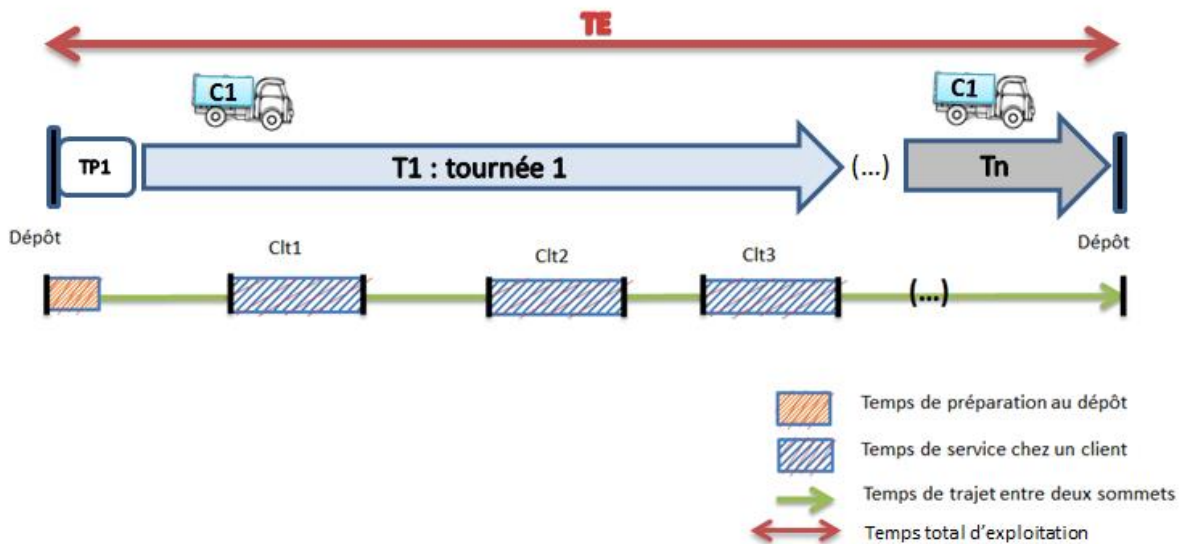 TE
C1
C1
TP1
T1 : tournée 1
(...)
Tn
Dépôt
Clt1
Clt2
Clt3
Dépôt
(...)
Temps de préparation au dépôt
Temps de service chez un client
Temps de trajet entre deux sommets
Temps total d’exploitation